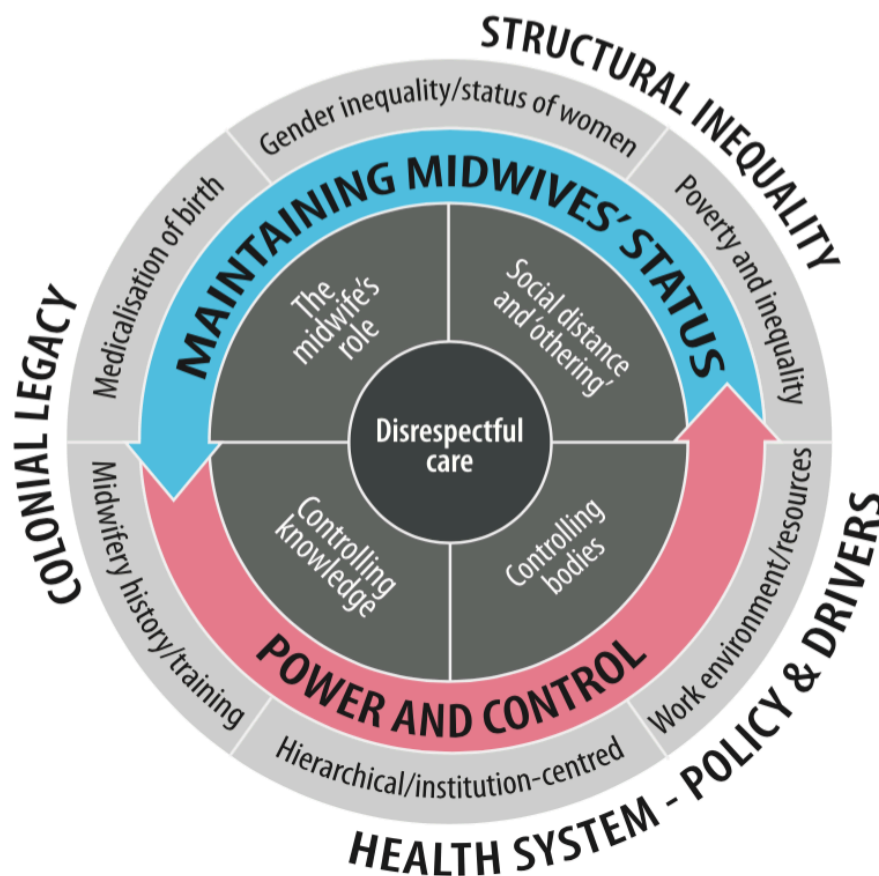 STRUCTURAL INEQUALITY
COLONIAL LEGACY
HEALTH SYSTEM - POLICY & DRIVERS
Gender inequality/status of women
Poverty and inequality
Work environment/resources
Hierarchical/institution-centred
Midwifery history/training
Medicalisation of birth
MAINTAINING MIDWIVES’ STATUS
POWER AND CONTROL
The
midwife’s
role
Social distance
and ‘othering’
Controlling
knowledge
Controlling
bodies
Disrespectful
care